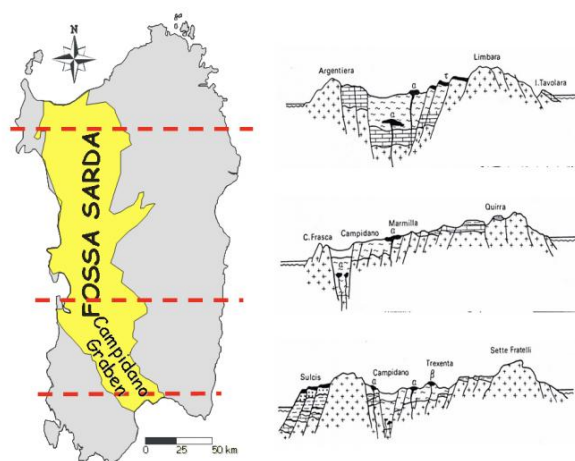 N
FOSSA SARDA
Campidano
Graben
0 25 50 km
Argentiera
Limbara
I. Tavolara
α
τ
α
C. Frasca
Campidano
Marmilla
Quirra
α
α
Sulcis
Campidano
Trexenta
Sette Fratelli
α
α
β